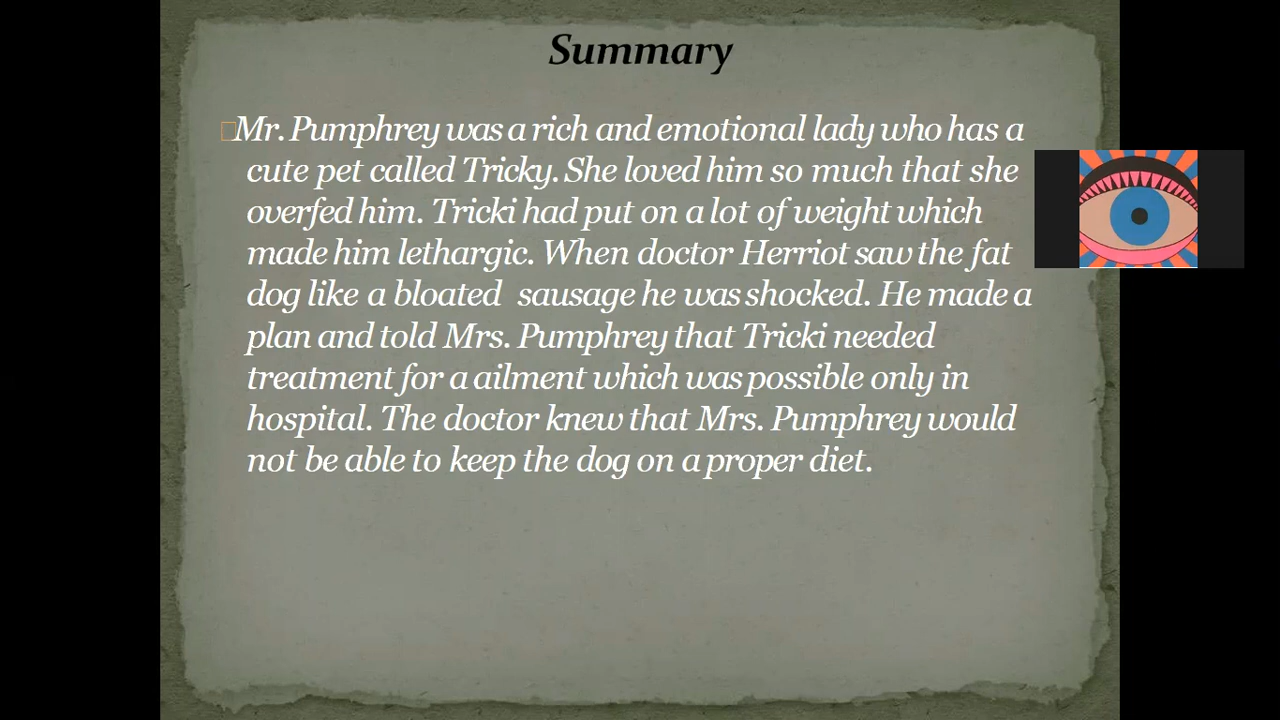 Summary
Mr. Pumphrey was a rich and emotional lady who has a
cute pet called Tricky. She loved him so much that she
overfed him. Tricki had put on a lot of weight which
made him lethargic. When doctor Herriot saw the fat
dog like a bloated sausage he was shocked. He made a
plan and told Mrs. Pumphrey that Tricki needed
treatment for a ailment which was possible only in
hospital. The doctor knew that Mrs. Pumphrey would
not be able to keep the dog on a proper diet.